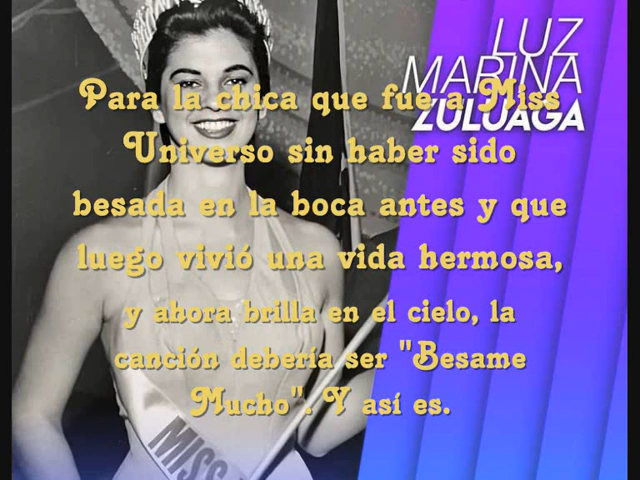 LUZ
MARINA
ZULUAGA
Para la chica que fue a Miss
Universo sin haber sido
besada en la boca antes y que
luego vivió una vida hermosa,
y ahora brilla en el cielo, la
canción debería ser "Besame
Mucho". Y así es.
MISS